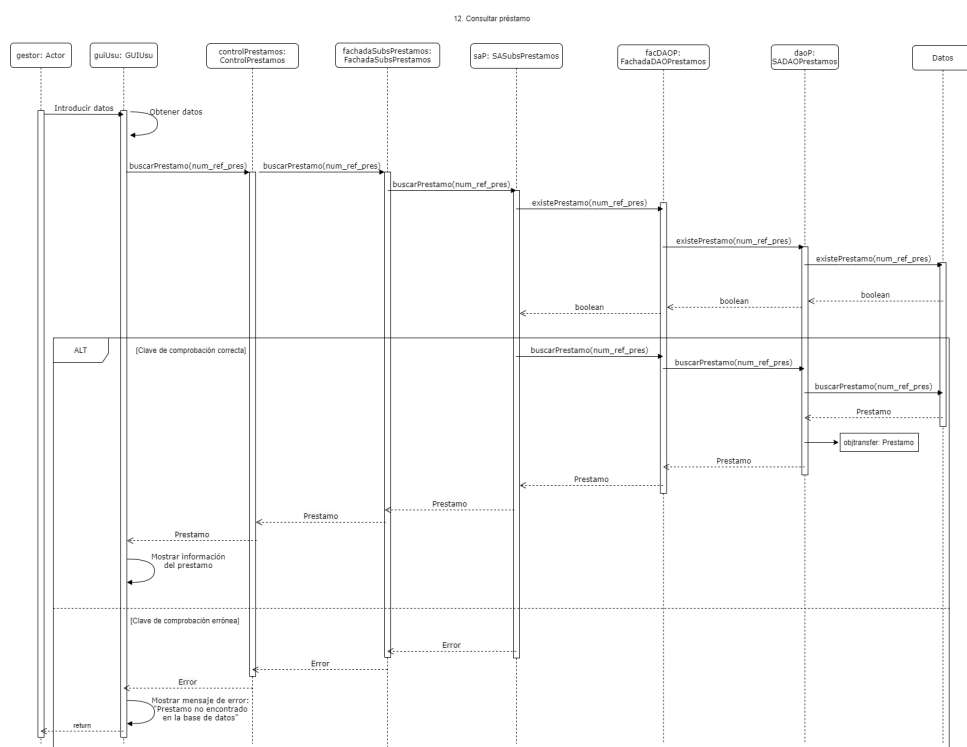 12. Consultar préstamo
gestor: Actor
guiUsu: GUIUsu
controlPrestamos:
ControlPrestamos
fachadaSubsPrestamos:
FachadaSubsPrestamos
saP: SASubsPrestamos
facDAOP:
FachadaDAOPrestamos
daoP:
SADAOPrestamos
Datos
Introducir datos
Obtener datos
buscarPrestamo(num_ref_pres)
buscarPrestamo(num_ref_pres)
buscarPrestamo(num_ref_pres)
existePrestamo(num_ref_pres)
existePrestamo(num_ref_pres)
existePrestamo(num_ref_pres)
boolean
boolean
boolean
ALT
[Clave de comprobación correcta]
buscarPrestamo(num_ref_pres)
buscarPrestamo(num_ref_pres)
buscarPrestamo(num_ref_pres)
Prestamo
objtransfer: Prestamo
Prestamo
Prestamo
Prestamo
Prestamo
Prestamo
Mostrar información
del prestamo
[Clave de comprobación errónea]
Error
Error
Error
Mostrar mensaje de error:
"Prestamo no encontrado
en la base de datos"
return